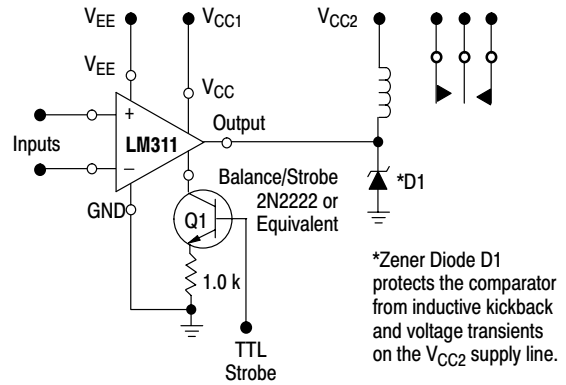 VEE VCC1 VCC2
VEE
VCC
+
Inputs
LM311
Output
−
GND
Balance/Strobe
2N2222 or
Equivalent
Q1
*D1
1.0 k
TTL
Strobe
*Zener Diode D1
protects the comparator
from inductive kickback
and voltage transients
on the VCC2 supply line.